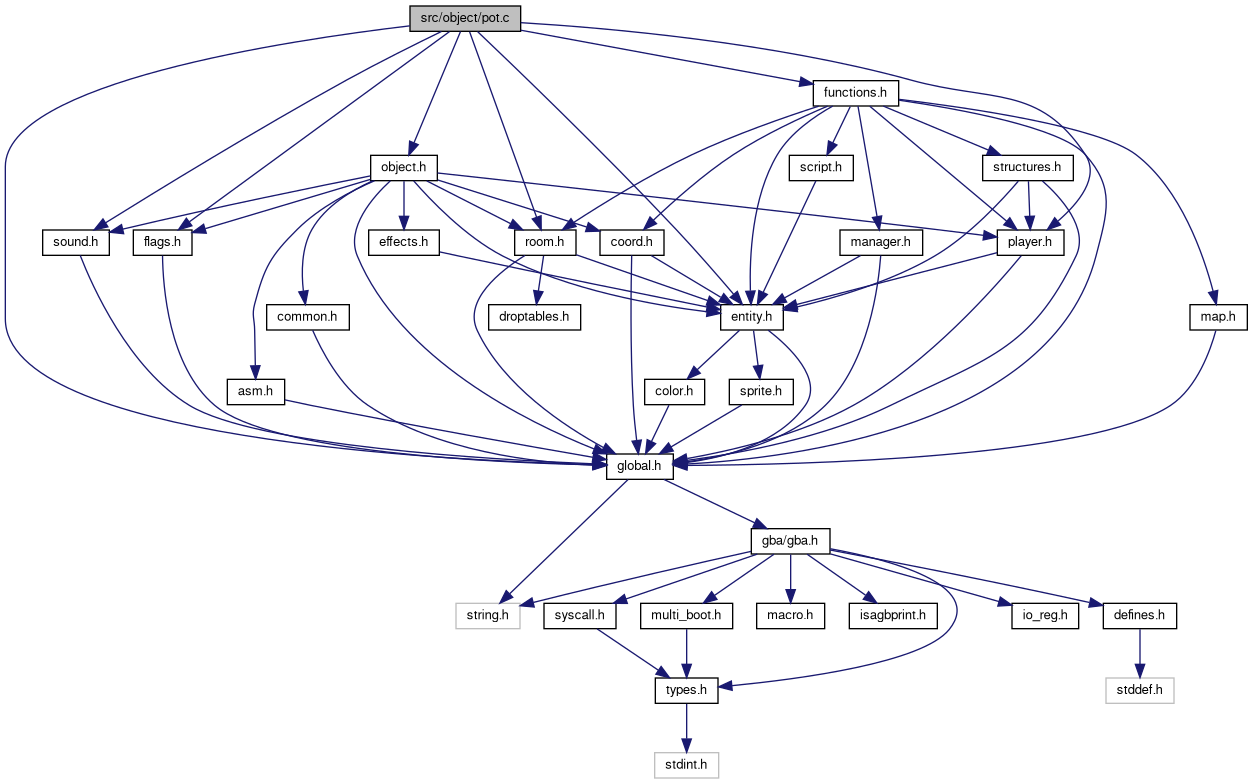 src/object/pot.c
functions.h
object.h
script.h
structures.h
sound.h
flags.h
effects.h
room.h
coord.h
manager.h
player.h
common.h
droptables.h
entity.h
map.h
asm.h
color.h
sprite.h
global.h
gba/gba.h
string.h
syscall.h
multi_boot.h
macro.h
isagbprint.h
io_reg.h
defines.h
types.h
stddef.h
stdint.h